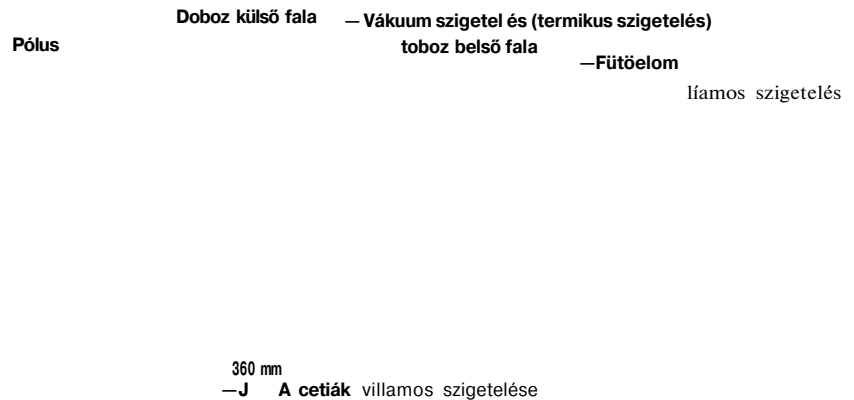 Doboz külső fala
— Vákuum szigetel és (termikus szigetelés)
Pólus
toboz belső fala
—Fütöelom
líamos szigetelés
360 mm
—J A cetiák villamos szigetelése